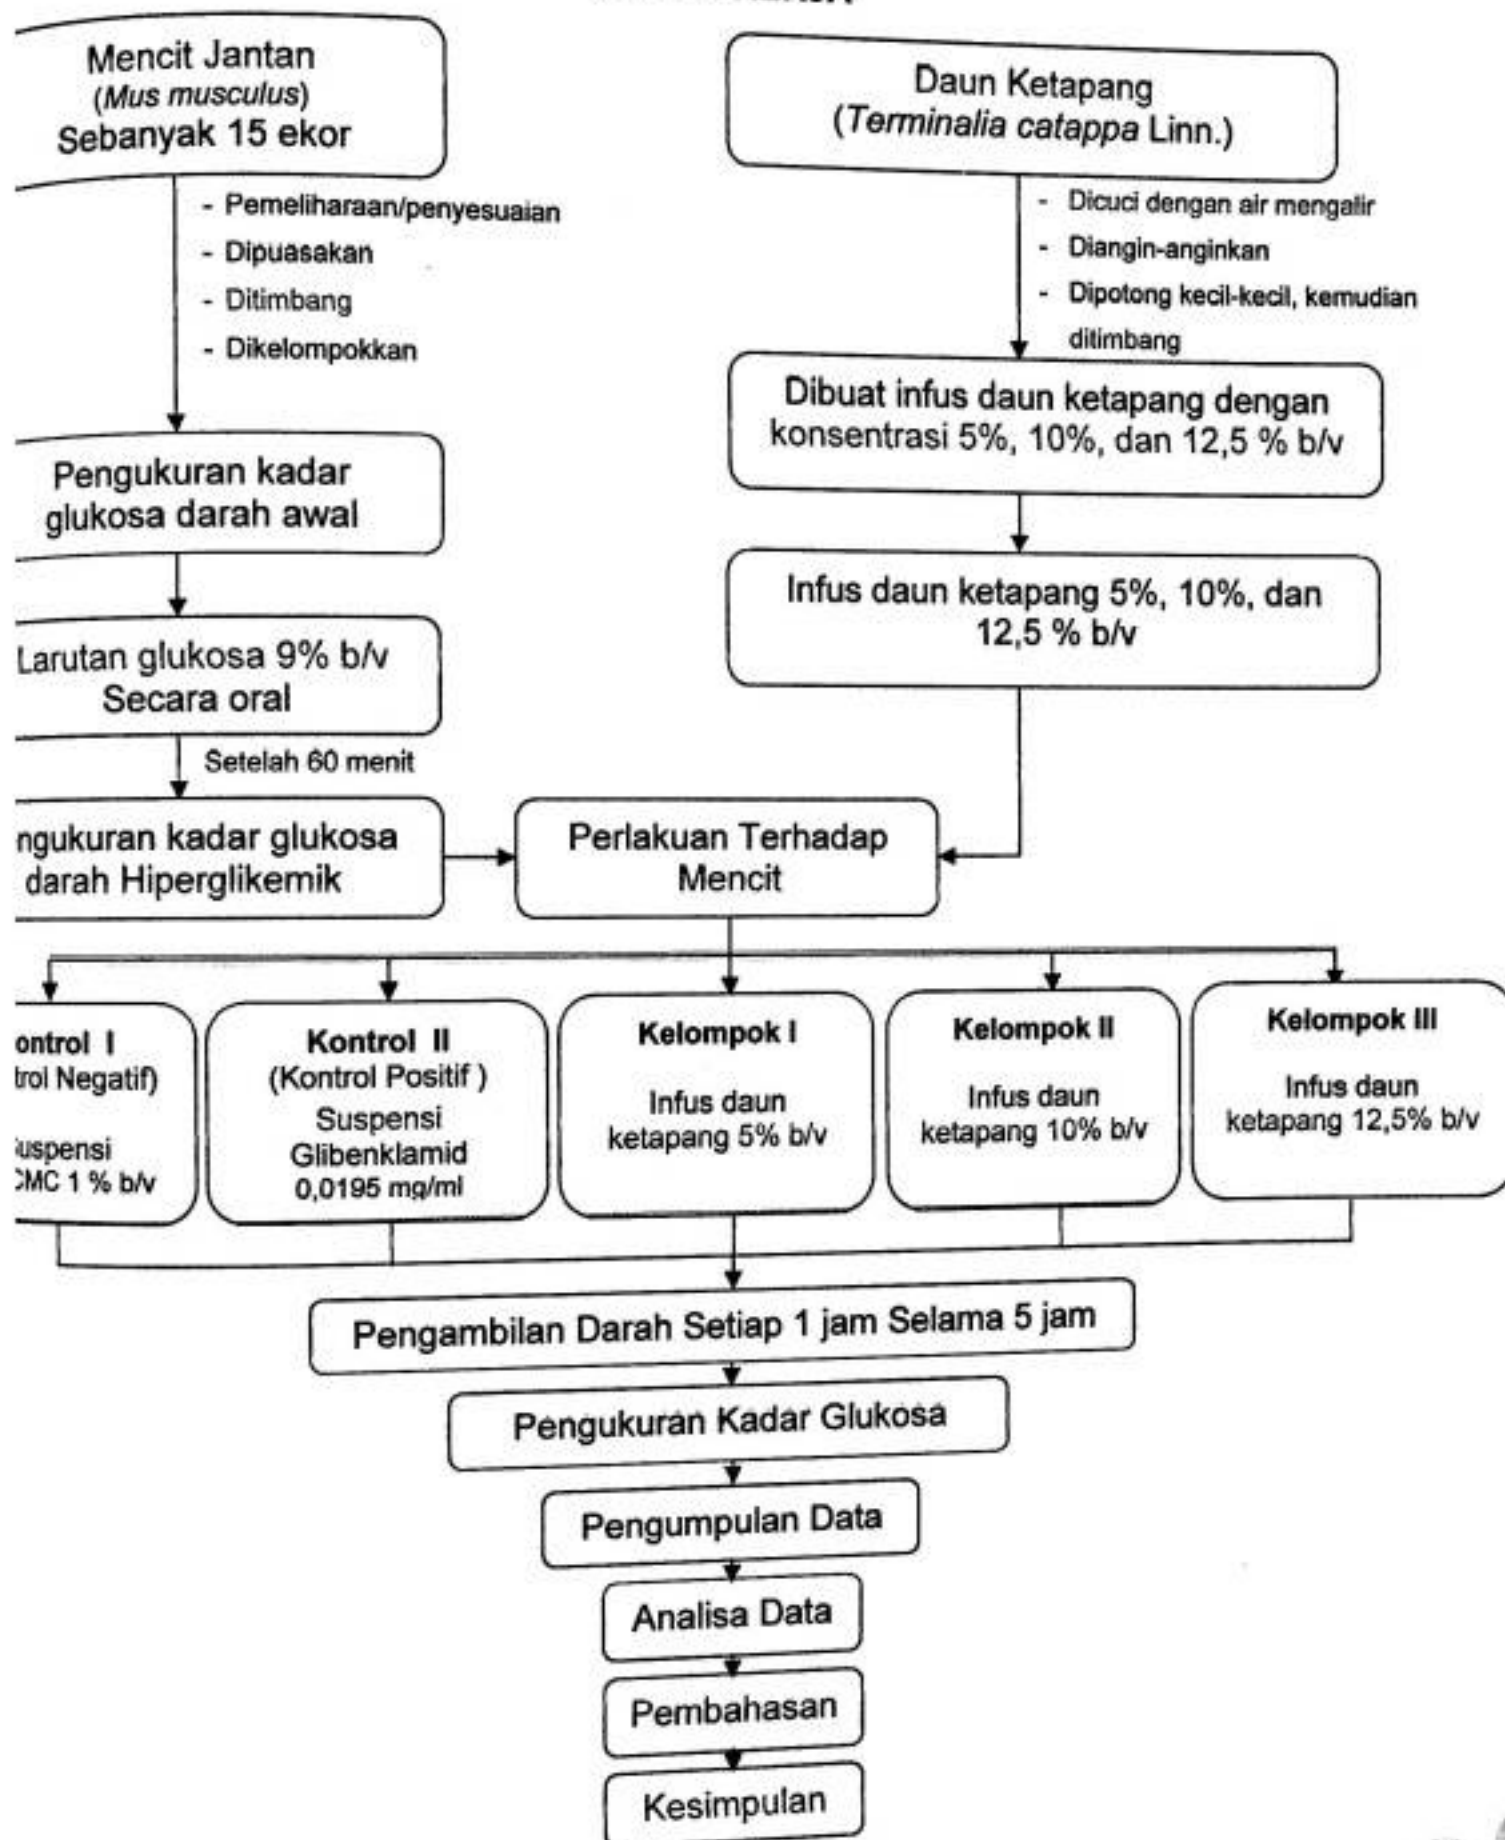 Mencit Jantan
(Mus musculus)
Sebanyak 15 ekor
- Pemeliharaan/penyesuaian
- Dipuasakan
- Ditimbang
- Dikelompokkan
Pengukuran kadar
glukosa darah awal
Larutan glukosa 9% b/v
Secara oral
Setelah 60 menit
ngukuran kadar glukosa
darah Hiperglikemik
Daun Ketapang
(Terminalia catappa Linn.)
- Dicuci dengan air mengalir
- Diangin-anginkan
- Dipotong kecil-kecil, kemudian
ditimbang
Dibuat infus daun ketapang dengan
konsentrasi 5%, 10%, dan 12,5 % b/v
Infus daun ketapang 5%, 10%, dan
12,5 % b/v
Perlakuan Terhadap
Mencit
ontrol I
trol Negatif)
uspensi
CMC 1 % b/v
Kontrol II
(Kontrol Positif )
Suspensi
Glibenklamid
0,0195 mg/ml
Kelompok I
Infus daun
ketapang 5% b/v
Kelompok II
Infus daun
ketapang 10% b/v
Kelompok III
Infus daun
ketapang 12,5% b/v
Pengambilan Darah Setiap 1 jam Selama 5 jam
Pengukuran Kadar Glukosa
Pengumpulan Data
Analisa Data
Pembahasan
Kesimpulan